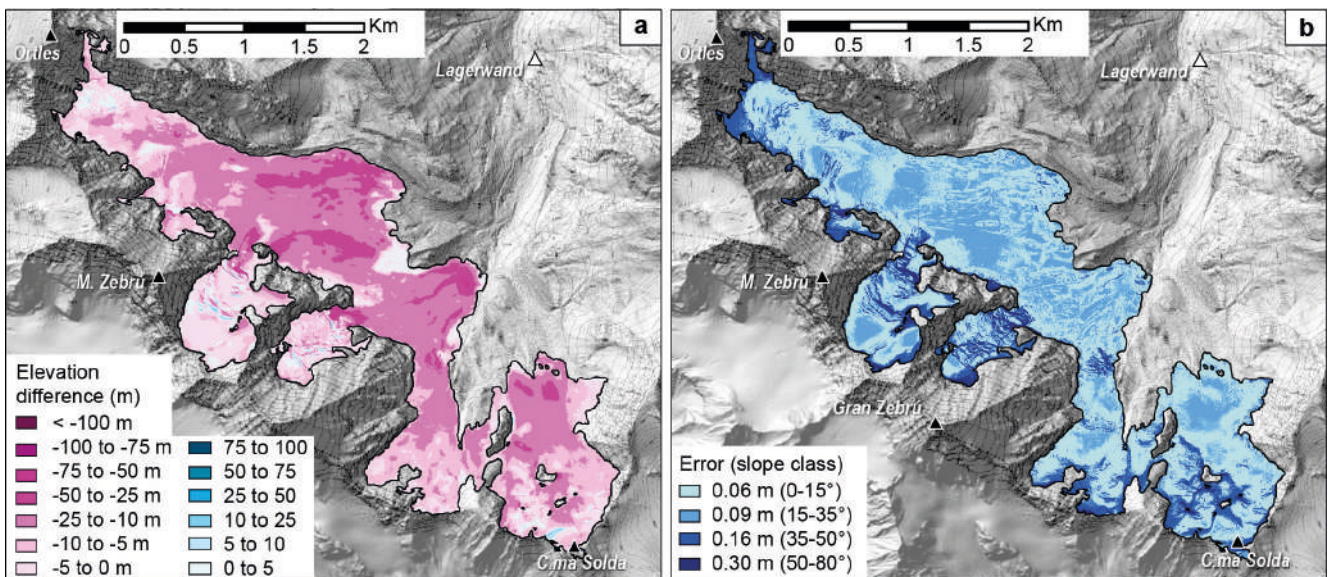 Km
0 0.5 1 1.5 2
a
Ortles
Lagerwand
M. Zebrù
C.ma Solda
Elevation
difference (m)
< -100 m
-100 to -75 m
-75 to -50 m
-50 to -25 m
-25 to -10 m
-10 to -5 m
-5 to 0 m
75 to 100
50 to 75
25 to 50
10 to 25
5 to 10
0 to 5
Km
0 0.5 1 1.5 2
b
Ortles
Lagerwand
M. Zebrù
Gran Zebrù
C.ma Solda
Error (slope class)
0.06 m (0-15°)
0.09 m (15-35°)
0.16 m (35-50°)
0.30 m (50-80°)